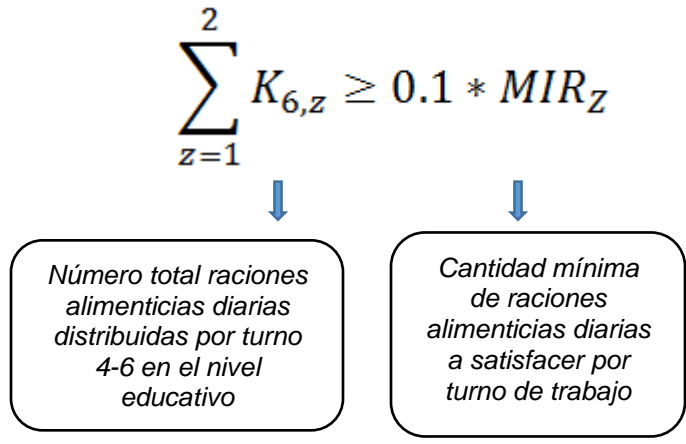 2
∑ K₆,z ≥ 0.1 * MIR_Z
z=1
Número total raciones
alimenticias diarias
distribuidas por turno
4-6 en el nivel
educativo
Cantidad mínima
de raciones
alimenticias diarias
a satisfacer por
turno de trabajo